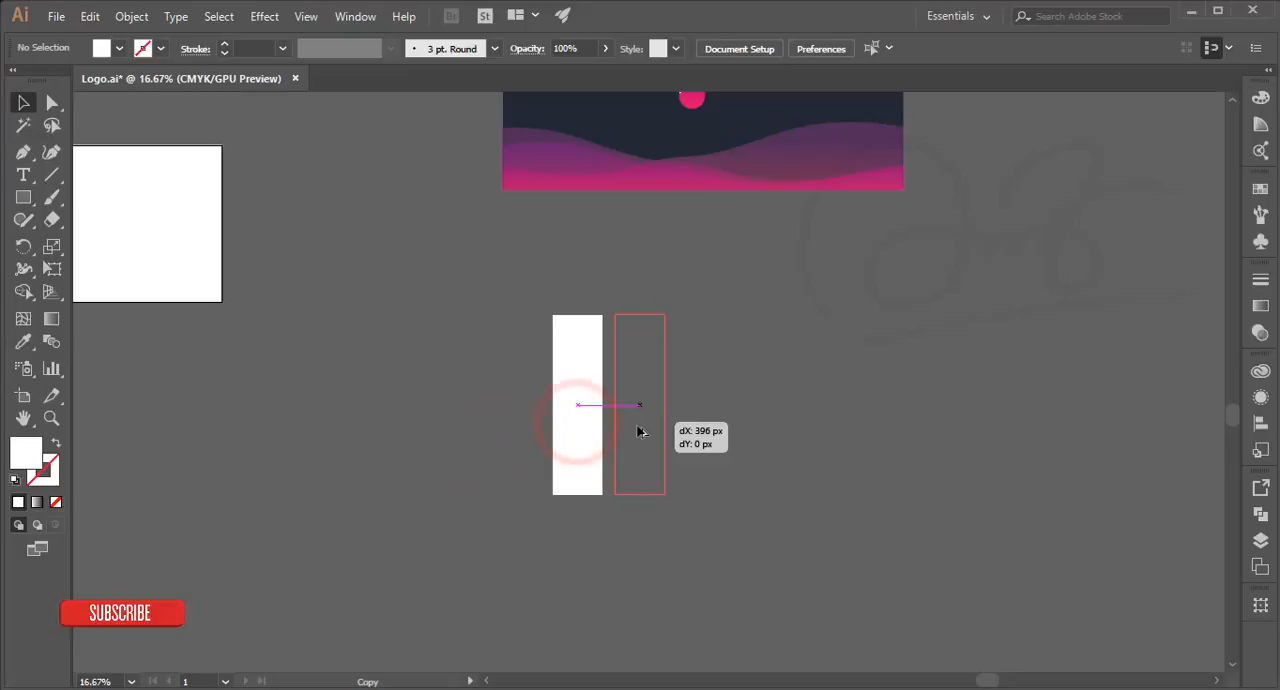 Ai File Edit Object Type Select Effect View Window Help Br St Essentials Search Adobe Stock
No Selection Stroke: 3 pt. Round Opacity: 100% Style: Document Setup Preferences
Logo.ai* @ 16.67% (CMYK/GPU Preview)
dX: 396 px
dY: 0 px
SUBSCRIBE
16.67% 1 Copy